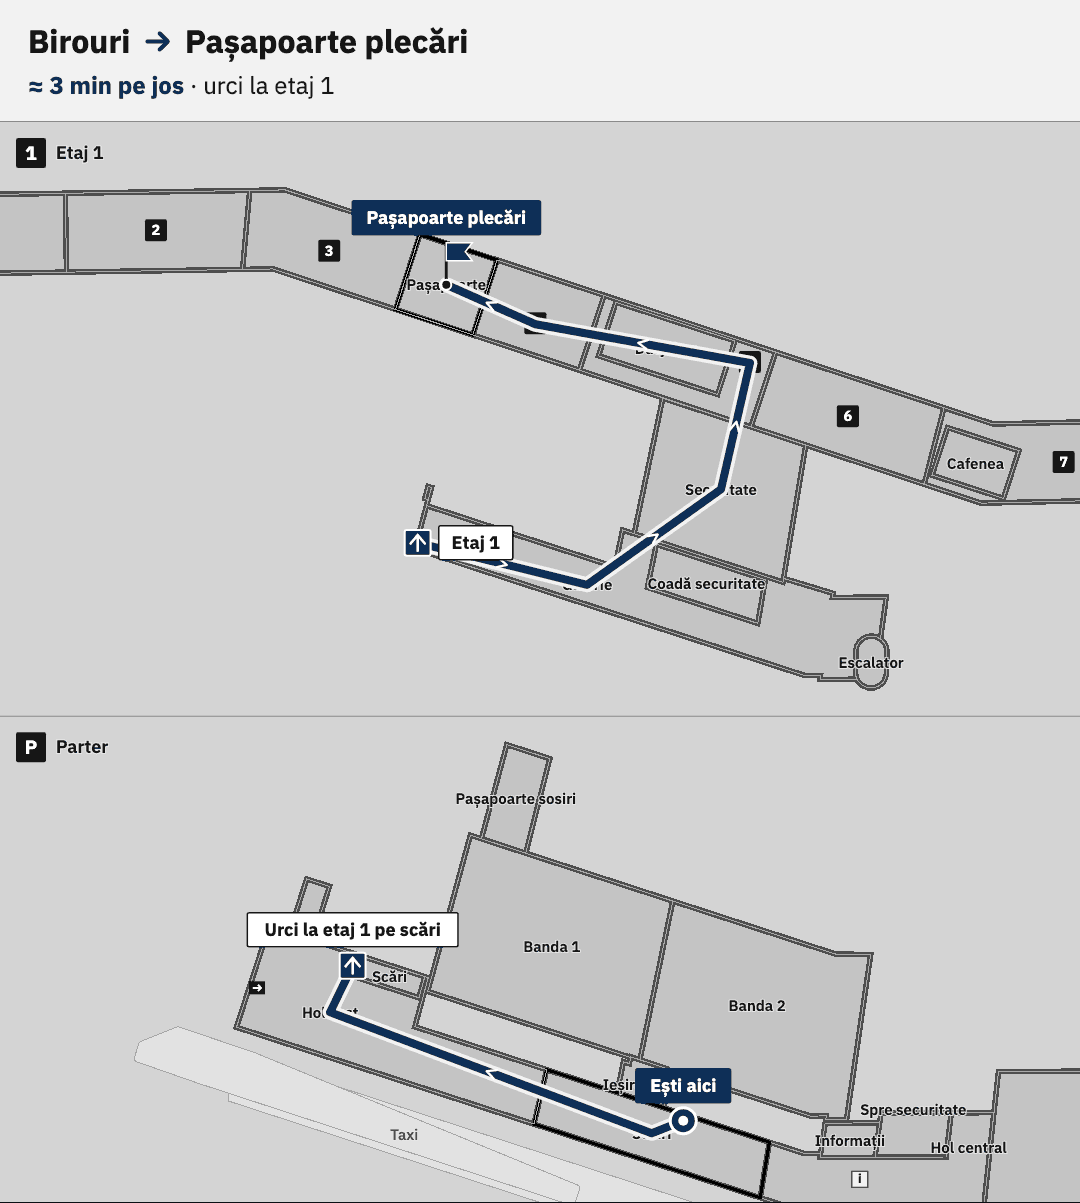 Birouri → Pașapoarte plecări
≈ 3 min pe jos · urci la etaj 1
1 Etaj 1
Pașapoarte plecări
2
3
6
Cafenea
7
Etaj 1
Coadă securitate
Escalator
P Parter
Pașapoarte sosiri
Urci la etaj 1 pe scări
Banda 1
Scări
Banda 2
Ești aici
Spre securitate
Informații
Hol central
Taxi
i